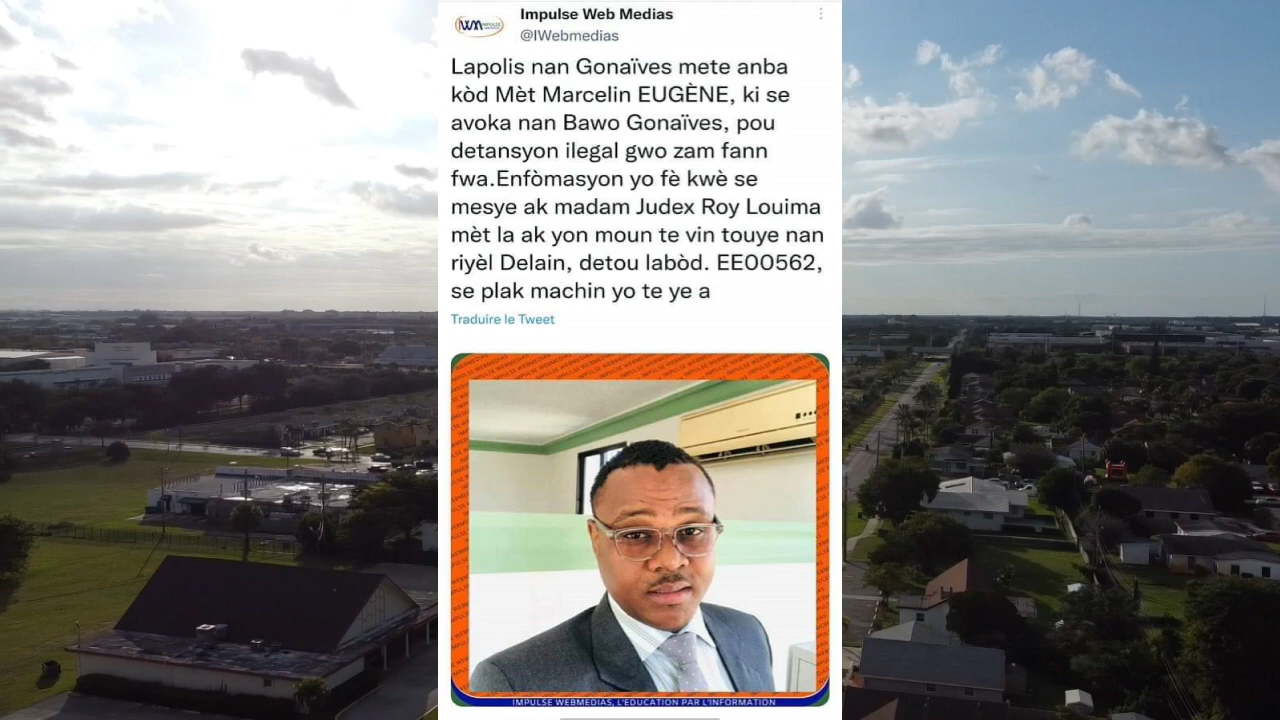 IWM IMPULSE
Impulse Web Medias
@IWebmedias
Lapolis nan Gonaïves mete anba
kòd Mèt Marcelin EUGÈNE, ki se
avoka nan Bawo Gonaïves, pou
detansyon ilegal gwo zam fann
fwa.Enfòmasyon yo fè kwè se
mesye ak madam Judex Roy Louima
mèt la ak yon moun te vin touye nan
riyèl Delain, detou labòd. EE00562,
se plak machin yo te ye a
Traduire le Tweet
IMPULSE WEBMEDIAS, L'EDUCATION PAR L'INFORMATION